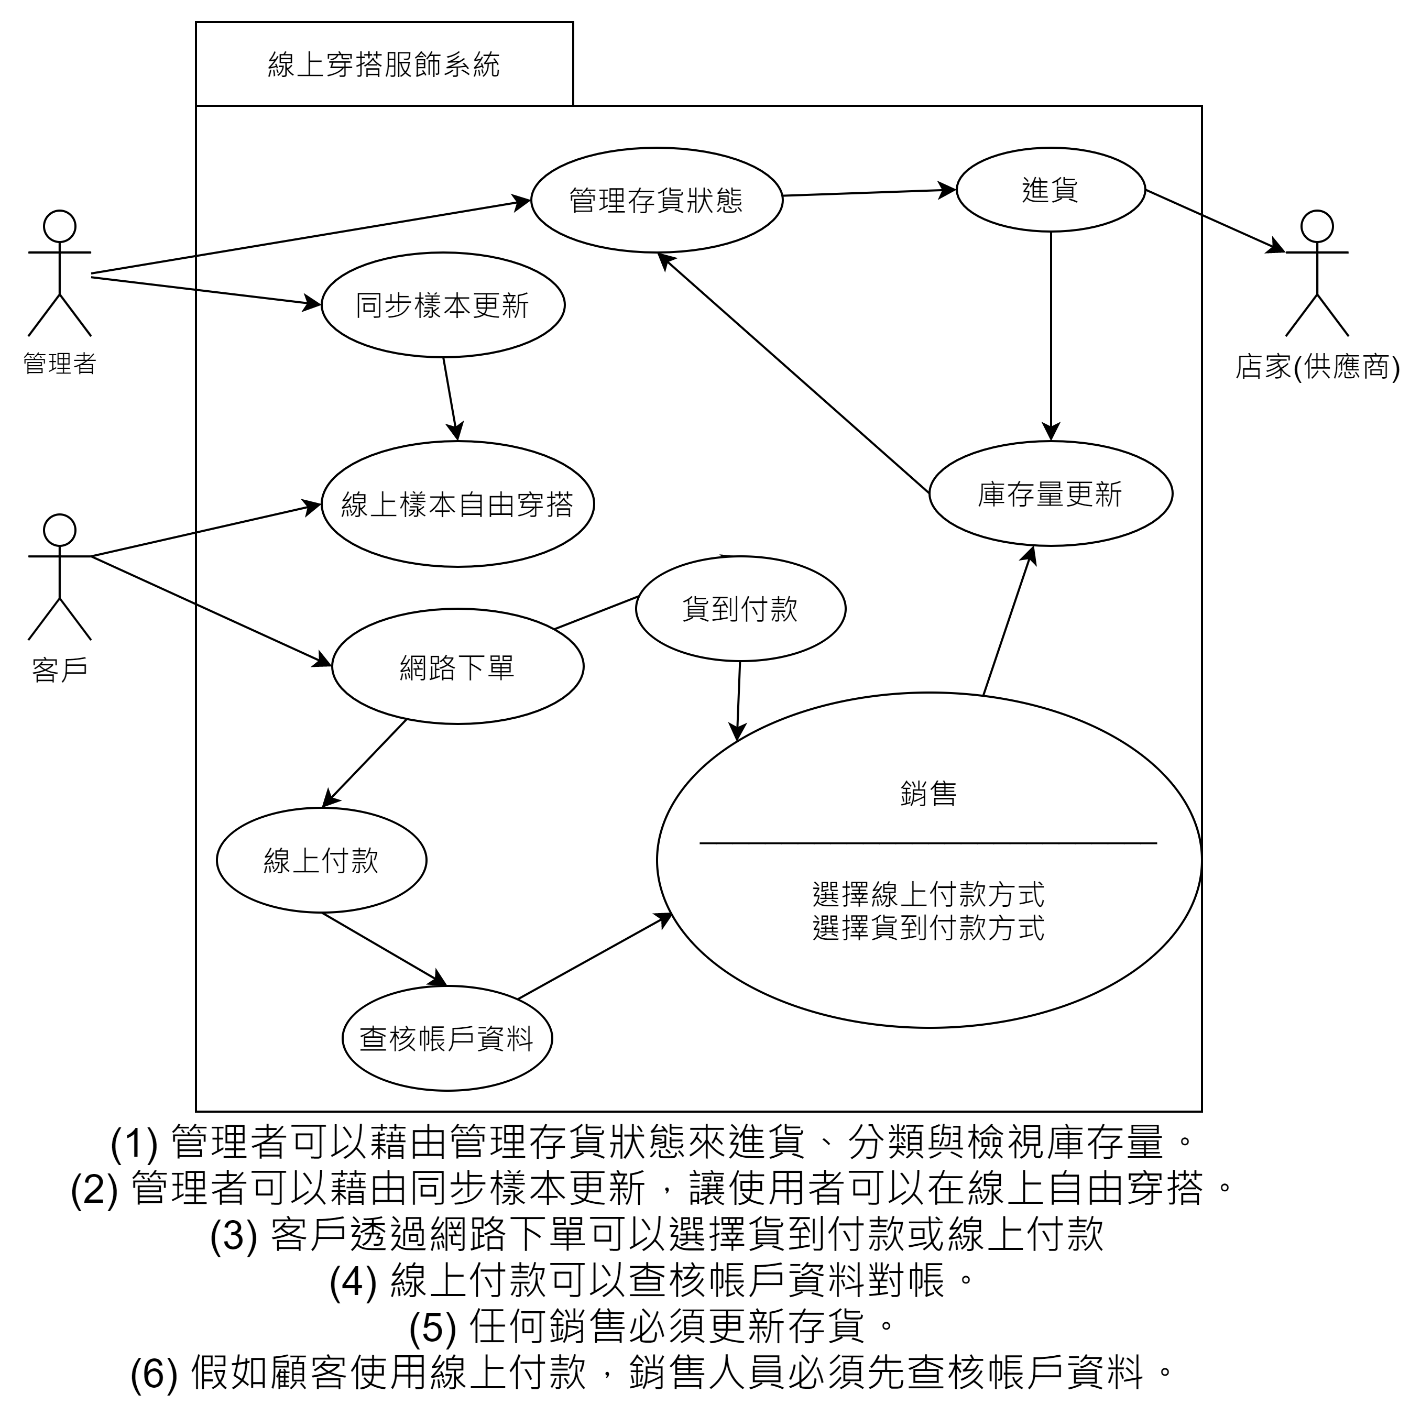 線上穿搭服飾系統
管理存貨狀態
進貨
同步樣本更新
管理者
店家(供應商)
線上樣本自由穿搭
庫存量更新
貨到付款
客戶
網路下單
銷售
線上付款
選擇線上付款方式
選擇貨到付款方式
查核帳戶資料
(1) 管理者可以藉由管理存貨狀態來進貨、分類與檢視庫存量。
(2) 管理者可以藉由同步樣本更新，讓使用者可以在線上自由穿搭。
(3) 客戶透過網路下單可以選擇貨到付款或線上付款
(4) 線上付款可以查核帳戶資料對帳。
(5) 任何銷售必須更新存貨。
(6) 假如顧客使用線上付款，銷售人員必須先查核帳戶資料。